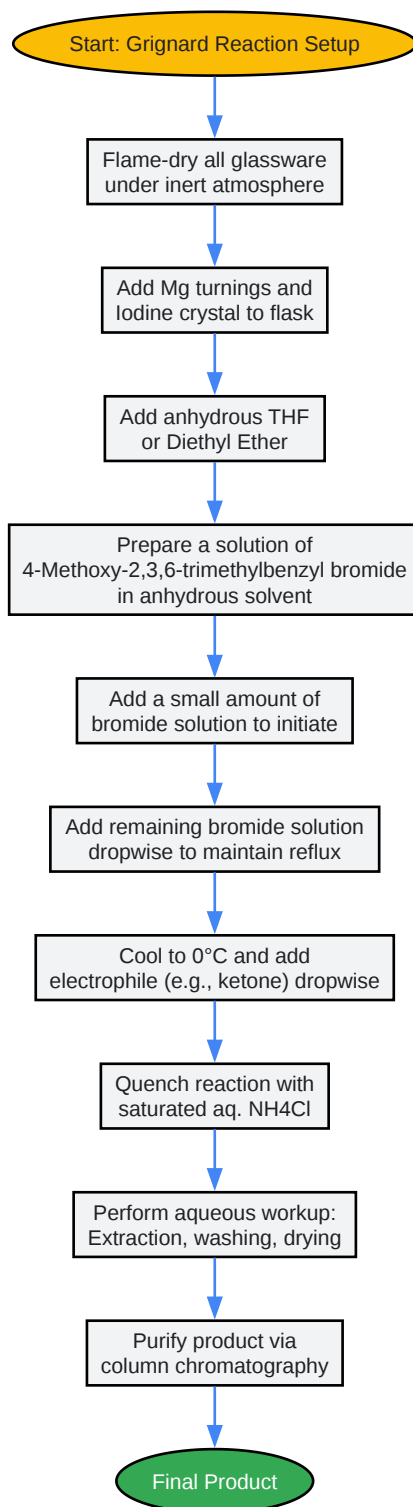 Start: Grignard Reaction Setup
Flame-dry all glassware
under inert atmosphere
Add Mg turnings and
Iodine crystal to flask
Add anhydrous THF
or Diethyl Ether
Prepare a solution of
4-Methoxy-2,3,6-trimethylbenzyl bromide
in anhydrous solvent
Add a small amount of
bromide solution to initiate
Add remaining bromide solution
dropwise to maintain reflux
Cool to 0°C and add
electrophile (e.g., ketone) dropwise
Quench reaction with
saturated aq. NH4Cl
Perform aqueous workup:
Extraction, washing, drying
Purify product via
column chromatography
Final Product